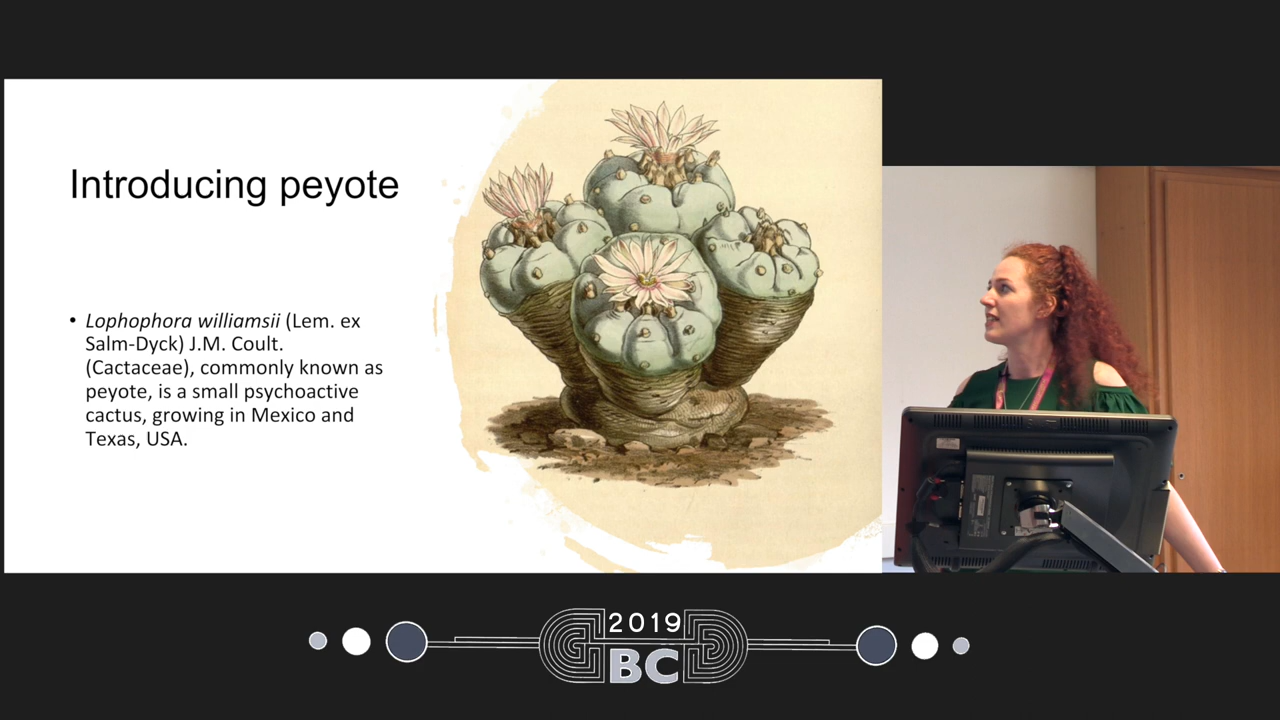 Introducing peyote
• Lophophora williamsii (Lem. ex
Salm-Dyck) J.M. Coult.
(Cactaceae), commonly known as
peyote, is a small psychoactive
cactus, growing in Mexico and
Texas, USA.
2019
BC